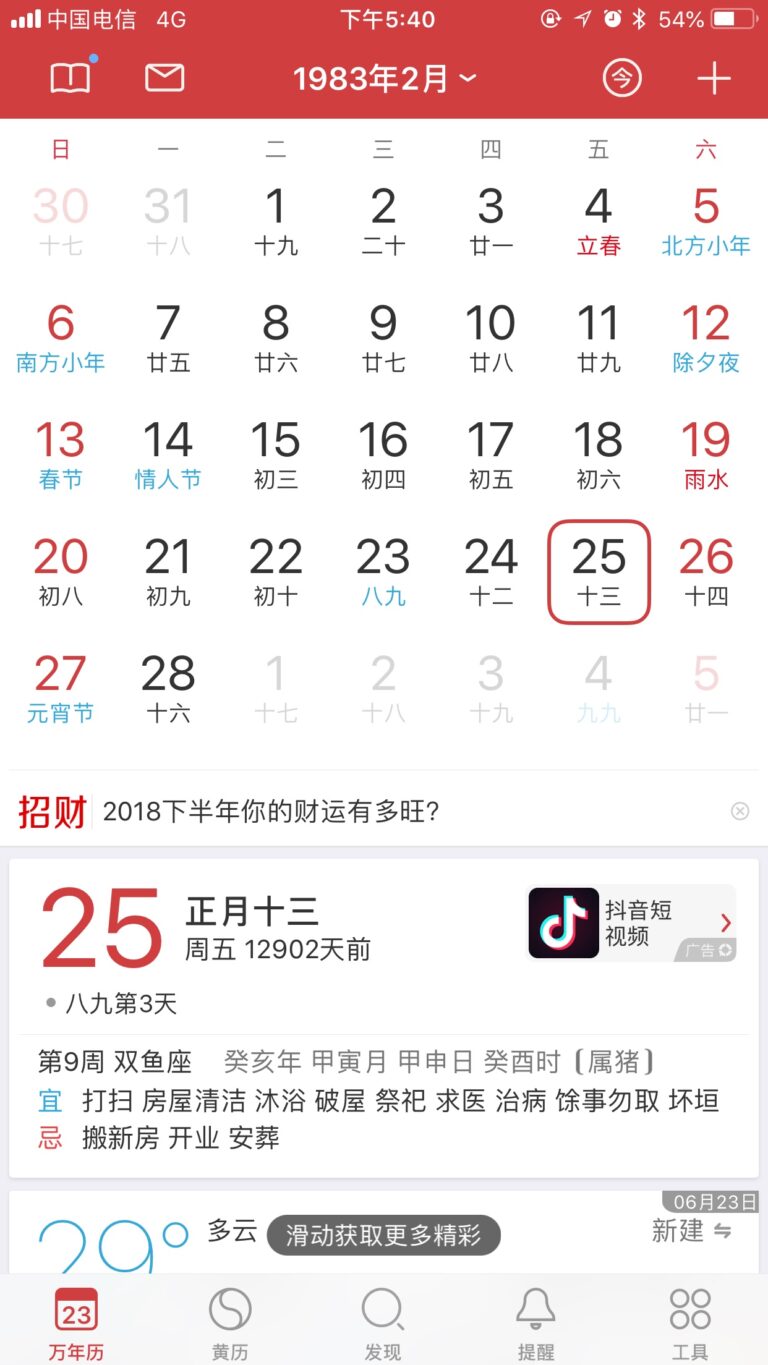 中国电信 4G 下午5:40 54%
1983年2月 今
日 一 二 三 四 五 六
30 31 1 2 3 4 5
十七 十八 十九 二十 廿一 立春 北方小年
6 7 8 9 10 11 12
南方小年 廿五 廿六 廿七 廿八 廿九 除夕夜
13 14 15 16 17 18 19
春节 情人节 初三 初四 初五 初六 雨水
20 21 22 23 24 25 26
初八 初九 初十 八九 十二 十三 十四
27 28 1 2 3 4 5
元宵节 十六 十七 十八 十九 九九 廿一
招财 2018下半年你的财运有多旺?
25 正月十三
周五 12902天前
抖音短
视频
广告
八九第3天
第9周 双鱼座 癸亥年 甲寅月 甲申日 癸酉时〔属猪〕
宜 打扫 房屋清洁 沐浴 破屋 祭祀 求医 治病 馀事勿取 坏垣
忌 搬新房 开业 安葬
06月23日
29° 多云 滑动获取更多精彩 新建
23
万年历 黄历 发现 提醒 工具